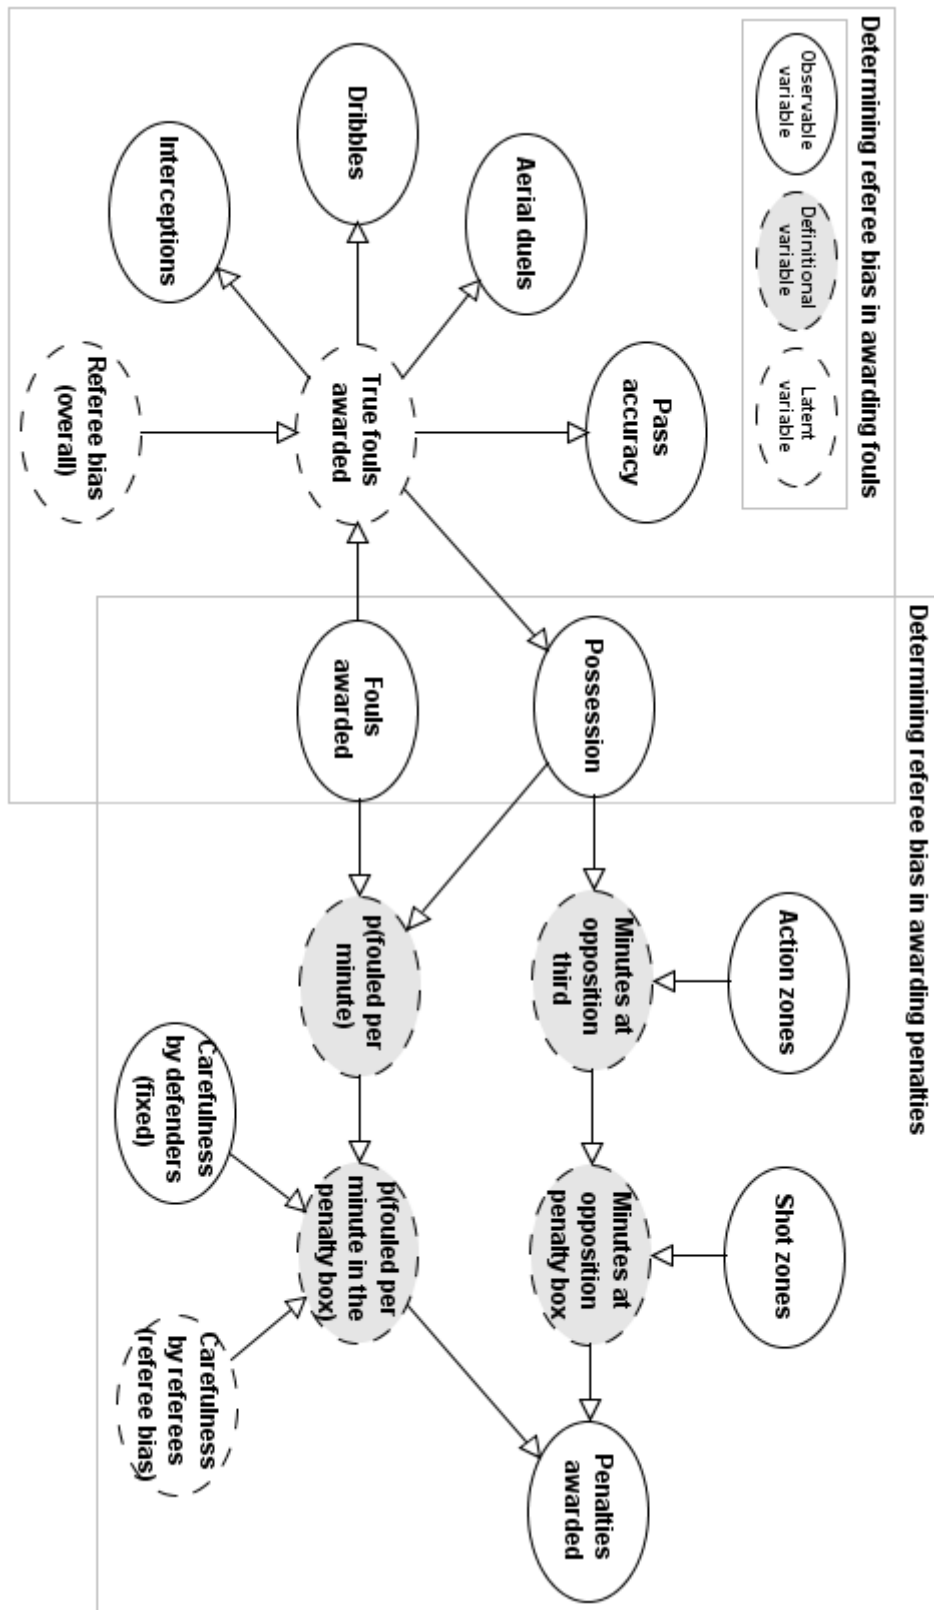 Determining referee bias in awarding fouls
Observable
variable
Definitional
variable
Latent
variable
Determining referee bias in awarding penalties
Pass
accuracy
Aerial duels
Dribbles
Interceptions
True fouls
awarded
Referee bias
(overall)
Possession
Fouls
awarded
Action zones
Shot zones
Minutes at
opposition
third
Minutes at
opposition
penalty box
Penalties
awarded
p(fouled per
minute)
p(fouled per
minute in the
penalty box)
Carefulness
by defenders
(fixed)
Carefulness
by referees
(referee bias)